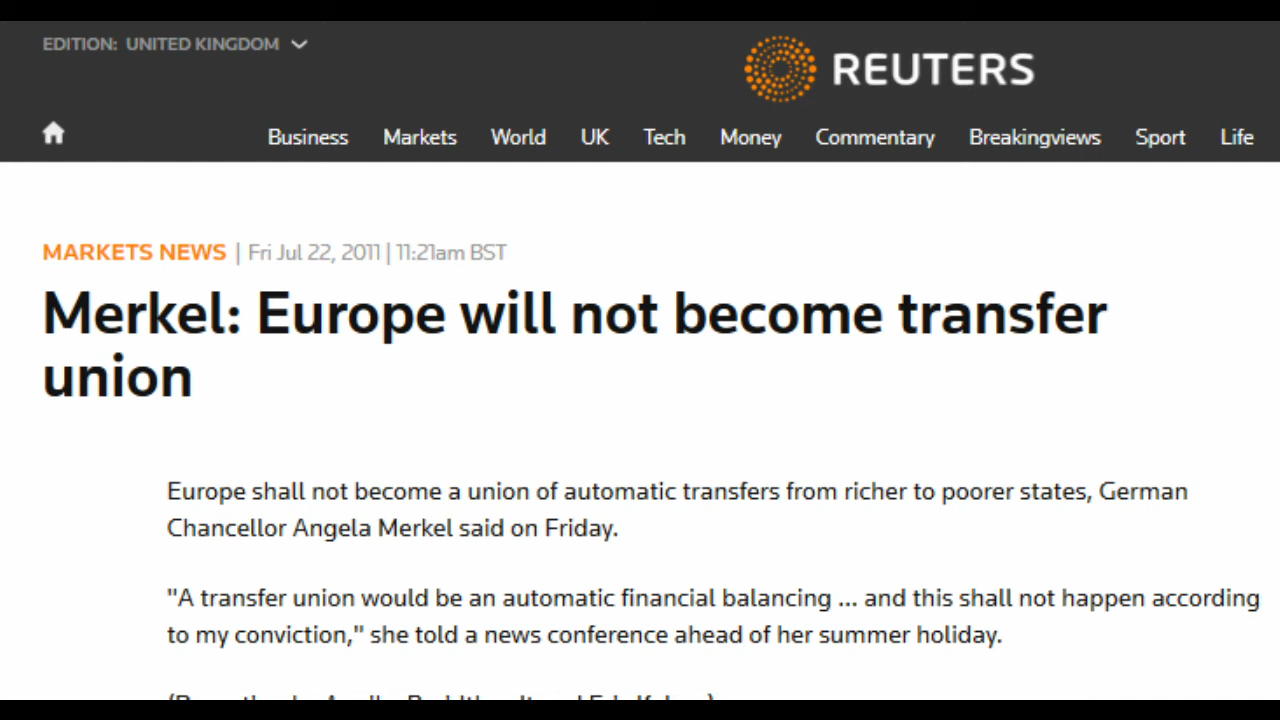 EDITION: UNITED KINGDOM
REUTERS
Business Markets World UK Tech Money Commentary Breakingviews Sport Life
MARKETS NEWS | Fri Jul 22, 2011 | 11:21am BST
Merkel: Europe will not become transfer
union
Europe shall not become a union of automatic transfers from richer to poorer states, German
Chancellor Angela Merkel said on Friday.
"A transfer union would be an automatic financial balancing ... and this shall not happen according
to my conviction," she told a news conference ahead of her summer holiday.